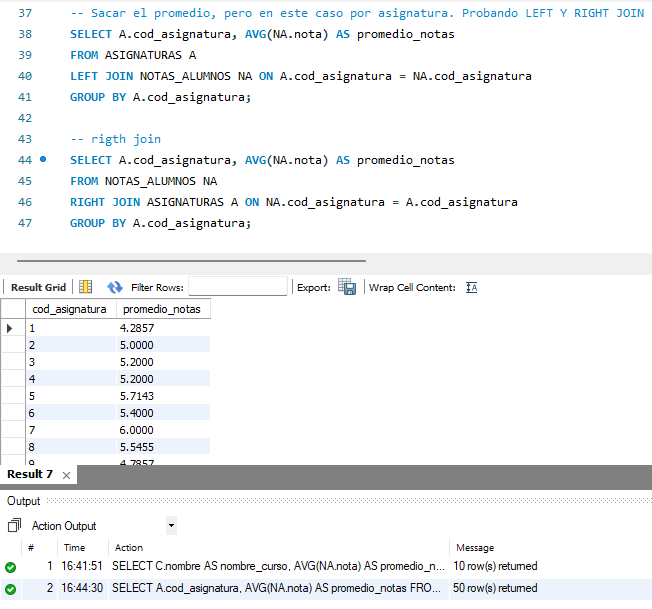 37 -- Sacar el promedio, pero en este caso por asignatura. Probando LEFT Y RIGHT JOIN
38 SELECT A.cod_asignatura, AVG(NA.nota) AS promedio_notas
39 FROM ASIGNATURAS A
40 LEFT JOIN NOTAS_ALUMNOS NA ON A.cod_asignatura = NA.cod_asignatura
41 GROUP BY A.cod_asignatura;
42
43 -- rigth join
44 SELECT A.cod_asignatura, AVG(NA.nota) AS promedio_notas
45 FROM NOTAS_ALUMNOS NA
46 RIGHT JOIN ASIGNATURAS A ON NA.cod_asignatura = A.cod_asignatura
47 GROUP BY A.cod_asignatura;
Result Grid Filter Rows: Export: Wrap Cell Content:
cod_asignatura promedio_notas
1 4.2857
2 5.0000
3 5.2000
4 5.2000
5 5.7143
6 5.4000
7 6.0000
8 5.5455
9 4.7857
Result 7
Output
Action Output
# Time Action Message
1 16:41:51 SELECT C.nombre AS nombre_curso, AVG(NA.nota) AS promedio_n... 10 row(s) returned
2 16:44:30 SELECT A.cod_asignatura, AVG(NA.nota) AS promedio_notas FRO... 50 row(s) returned